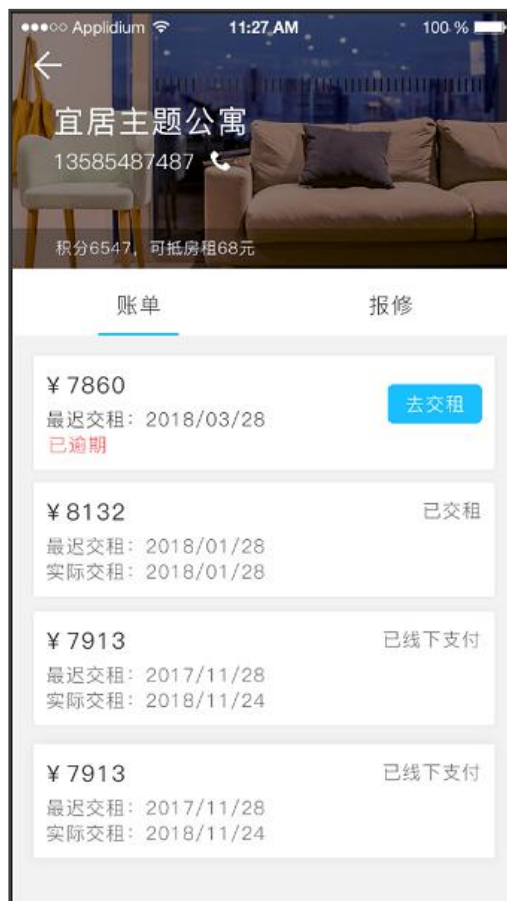 Applidium 11:27 AM 100 %
宜居主题公寓
13585487487
积分6547，可抵房租68元
账单 报修
¥7860
去交租
最迟交租：2018/03/28
已逾期
¥8132 已交租
最迟交租：2018/01/28
实际交租：2018/01/28
¥7913 已线下支付
最迟交租：2017/11/28
实际交租：2018/11/24
¥7913 已线下支付
最迟交租：2017/11/28
实际交租：2018/11/24